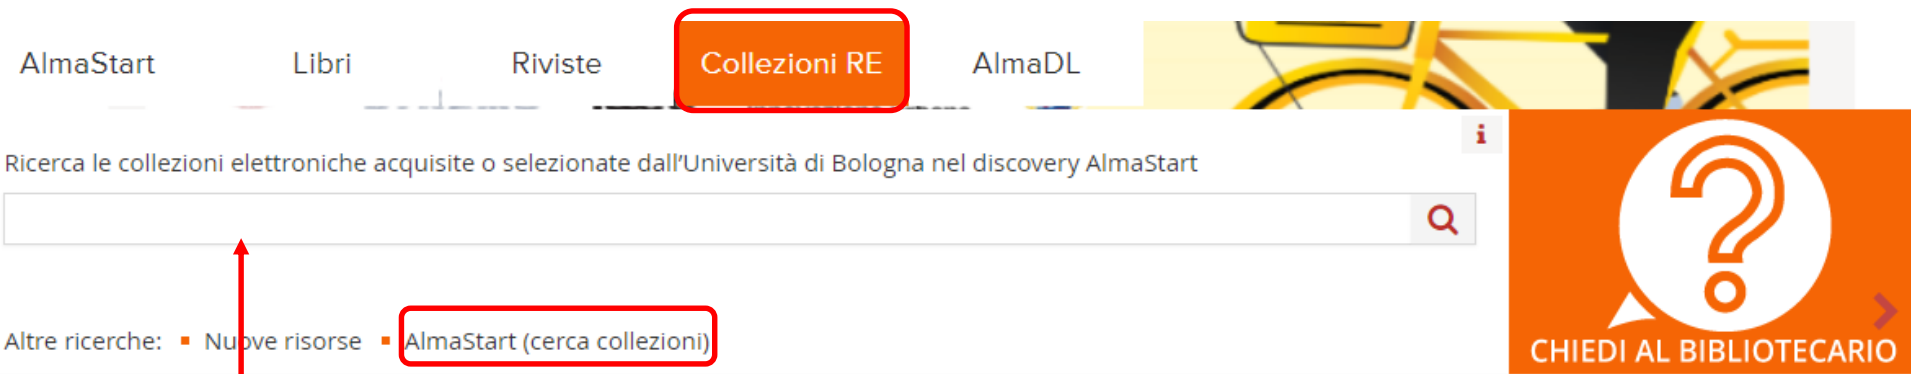 AlmaStart Libri Riviste Collezioni RE AlmaDL
i
Ricerca le collezioni elettroniche acquisite o selezionate dall'Università di Bologna nel discovery AlmaStart
Altre ricerche: ▪ Nuove risorse ▪ AlmaStart (cerca collezioni)
?
CHIEDI AL BIBLIOTECARIO